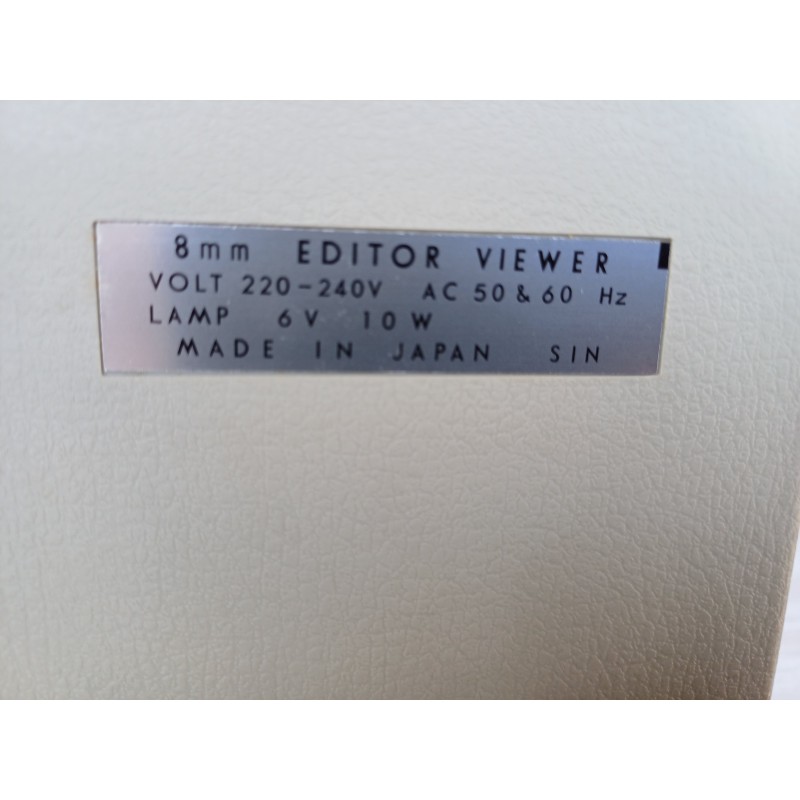 8mm EDITOR VIEWER
VOLT 220-240V AC 50 & 60 Hz
LAMP 6V 10W
MADE IN JAPAN SIN